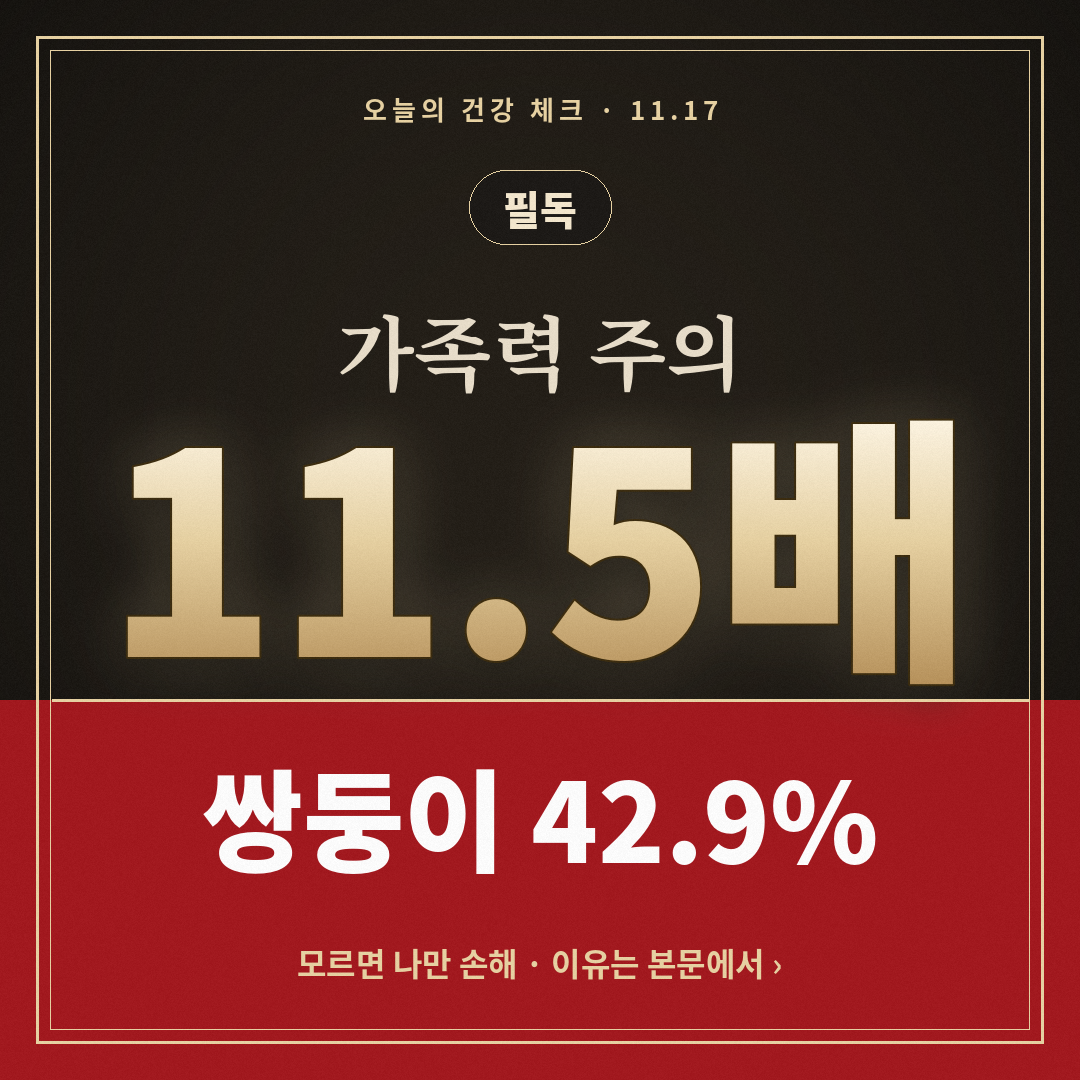 오늘의 건강 체크 · 11.17
필독
가족력 주의
11.5배
쌍둥이 42.9%
모르면 나만 손해 · 이유는 본문에서 ›